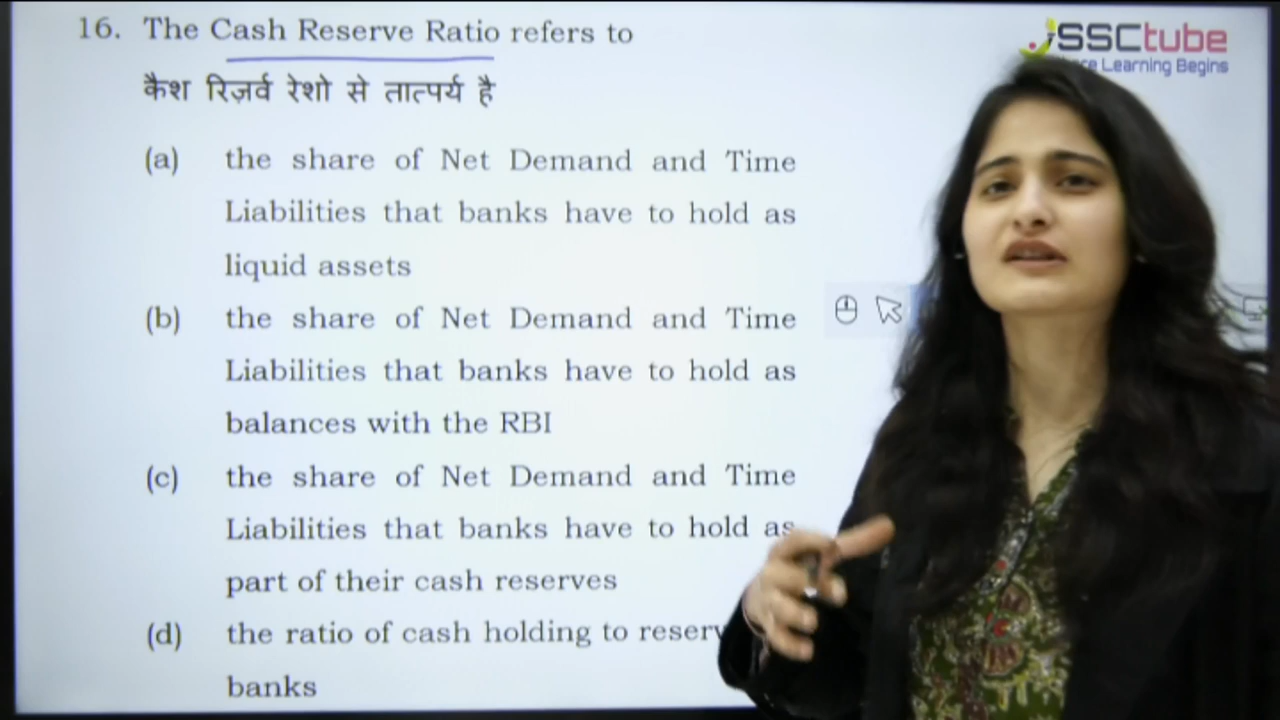 16. The Cash Reserve Ratio refers to
कैश रिज़र्व रेशो से तात्पर्य है
(a) the share of Net Demand and Time
Liabilities that banks have to hold as
liquid assets
(b) the share of Net Demand and Time
Liabilities that banks have to hold as
balances with the RBI
(c) the share of Net Demand and Time
Liabilities that banks have to hold as
part of their cash reserves
(d) the ratio of cash holding to
banks
SSCtube
Learning Begins